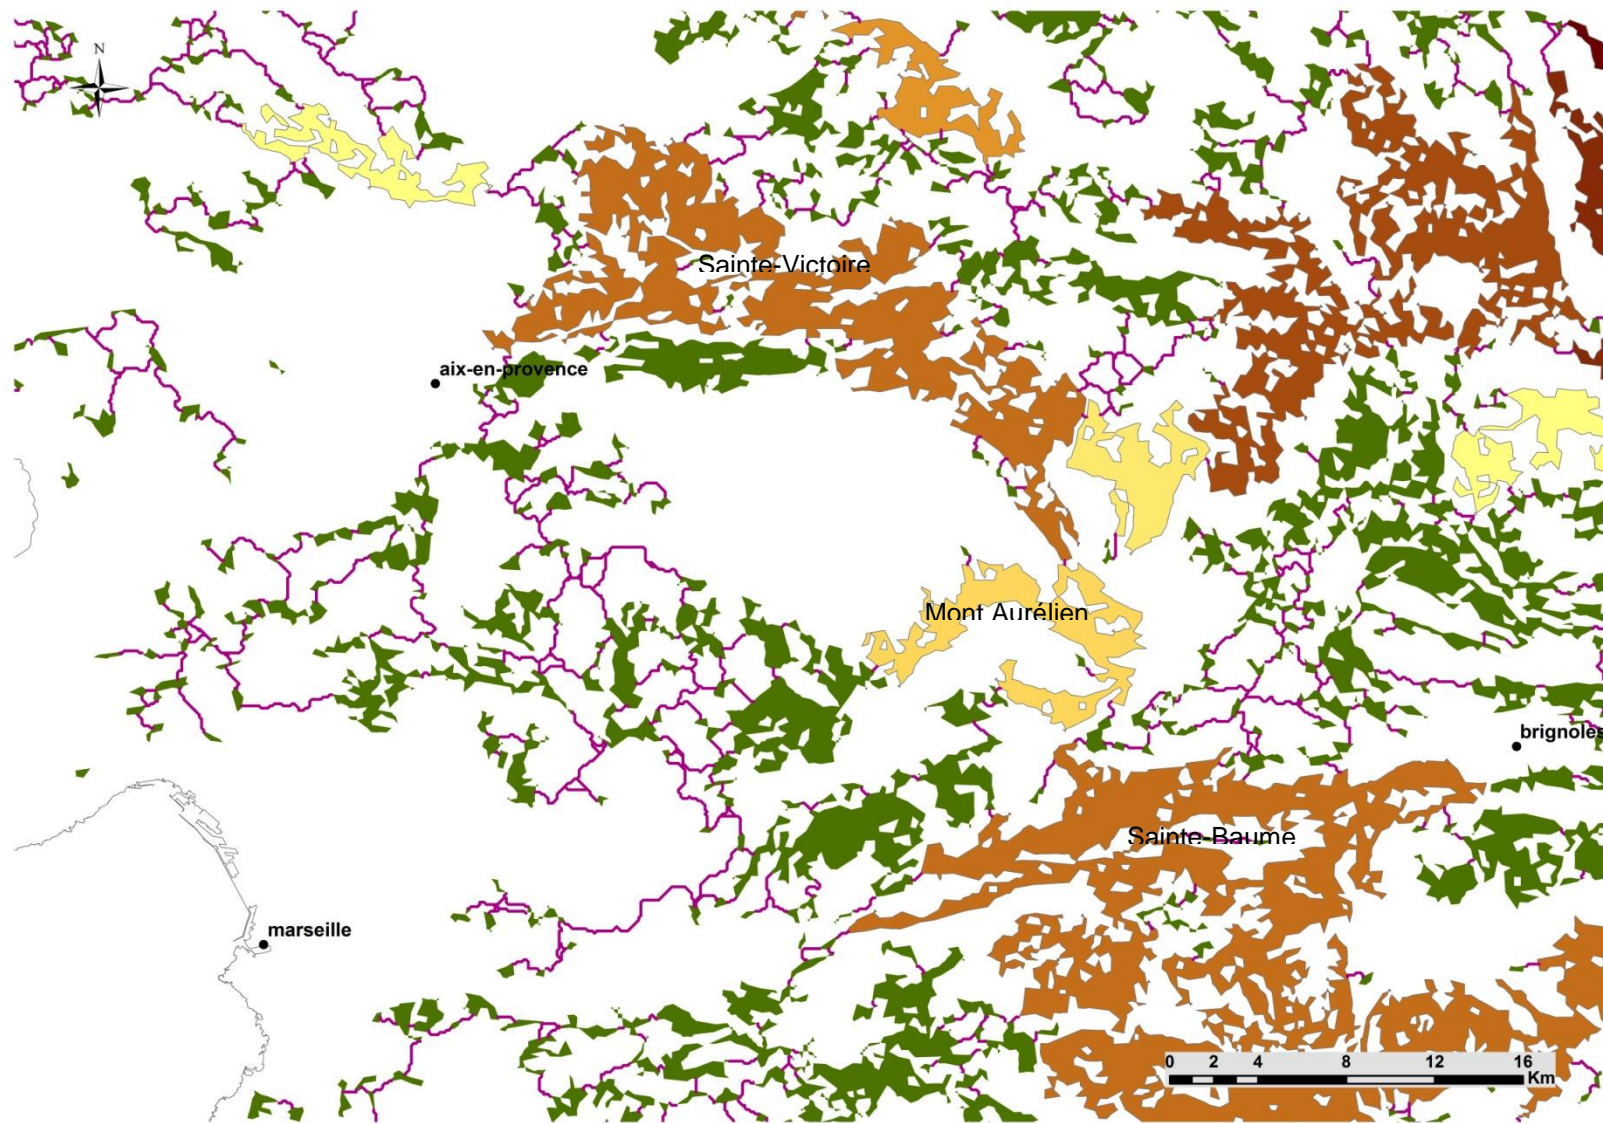 N
Sainte-Victoire
aix-en-provence
Mont Aurélien
brignoles
Sainte-Baume
marseille
0 2 4 8 12 16
Km